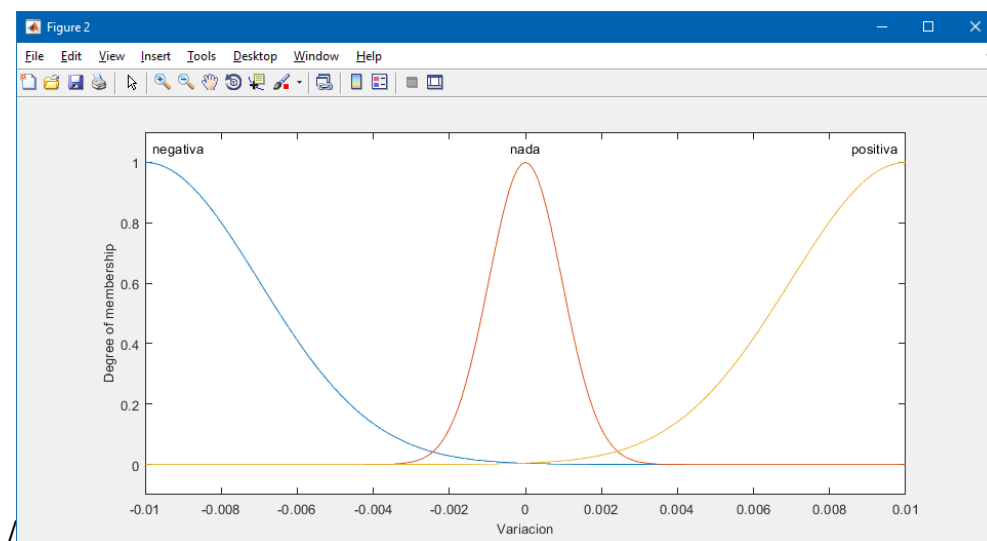 Figure 2
File Edit View Insert Tools Desktop Window Help
negativa nada positiva
1
0.8
0.6
0.4
0.2
0
Degree of membership
-0.01 -0.008 -0.006 -0.004 -0.002 0 0.002 0.004 0.006 0.008 0.01
Variacion
/